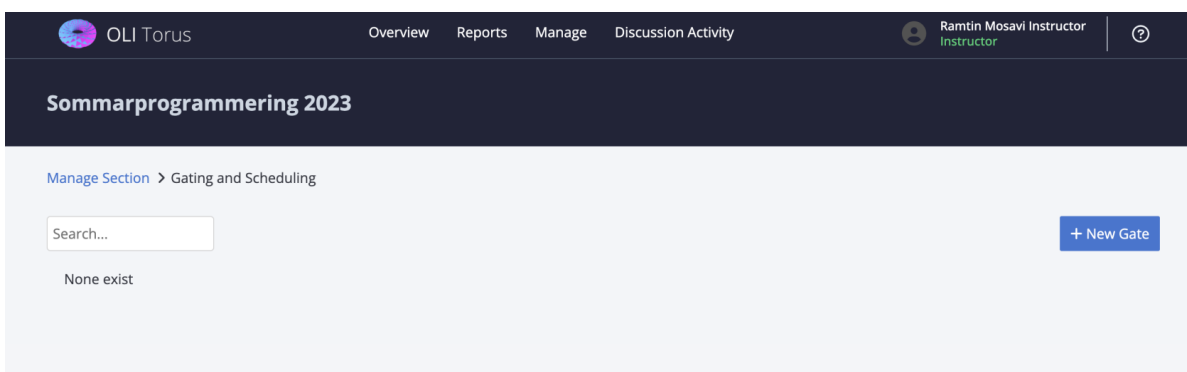 OLI Torus
Overview Reports Manage Discussion Activity
Ramtin Mosavi Instructor
Instructor
Sommarprogrammering 2023
Manage Section > Gating and Scheduling
Search...
+ New Gate
None exist